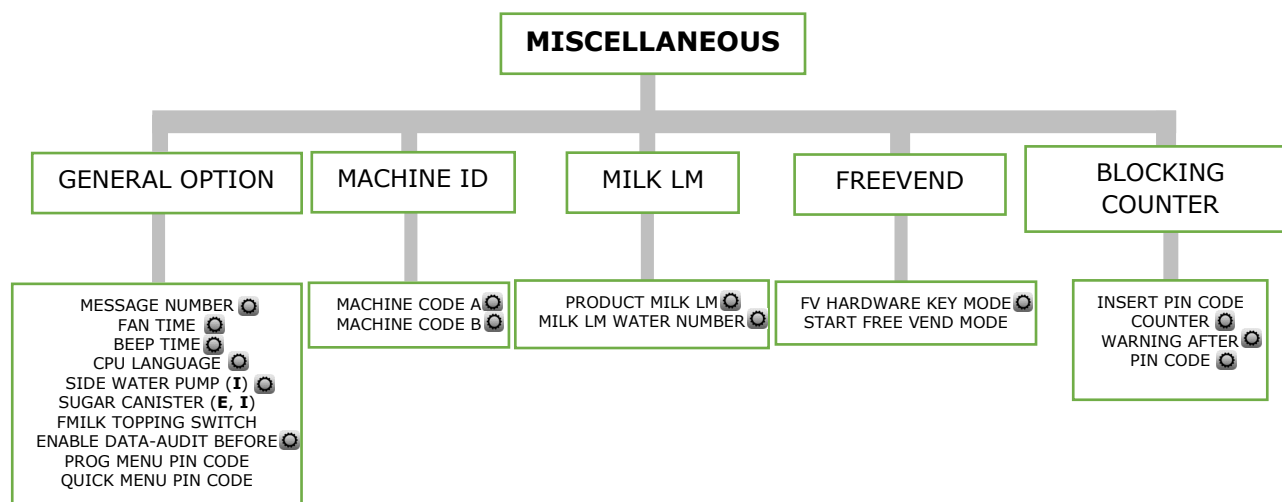 MISCELLANEOUS
GENERAL OPTION
MACHINE ID
MILK LM
FREEVEND
BLOCKING
COUNTER
MESSAGE NUMBER
FAN TIME
BEEP TIME
CPU LANGUAGE
SIDE WATER PUMP (I)
SUGAR CANISTER (E, I)
FMILK TOPPING SWITCH
ENABLE DATA-AUDIT BEFORE
PROG MENU PIN CODE
QUICK MENU PIN CODE
MACHINE CODE A
MACHINE CODE B
PRODUCT MILK LM
MILK LM WATER NUMBER
FV HARDWARE KEY MODE
START FREE VEND MODE
INSERT PIN CODE
COUNTER
WARNING AFTER
PIN CODE